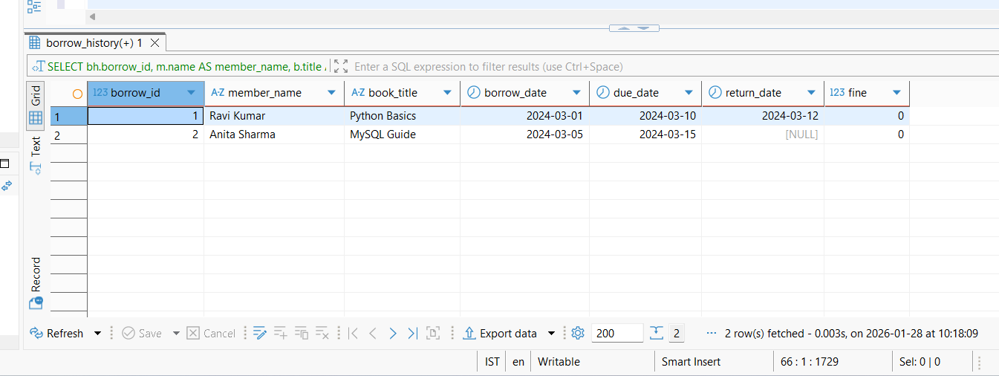 borrow_history(+) 1
SELECT bh.borrow_id, m.name AS member_name, b.title
Enter a SQL expression to filter results (use Ctrl+Space)
Grid
Text
Record
123 borrow_id A-Z member_name A-Z book_title borrow_date due_date return_date 123 fine
1 1 Ravi Kumar Python Basics 2024-03-01 2024-03-10 2024-03-12 0
2 2 Anita Sharma MySQL Guide 2024-03-05 2024-03-15 [NULL] 0
Refresh Save Cancel Export data 200 2 ··· 2 row(s) fetched - 0.003s, on 2026-01-28 at 10:18:09
IST en Writable Smart Insert 66 : 1 : 1729 Sel: 0 | 0